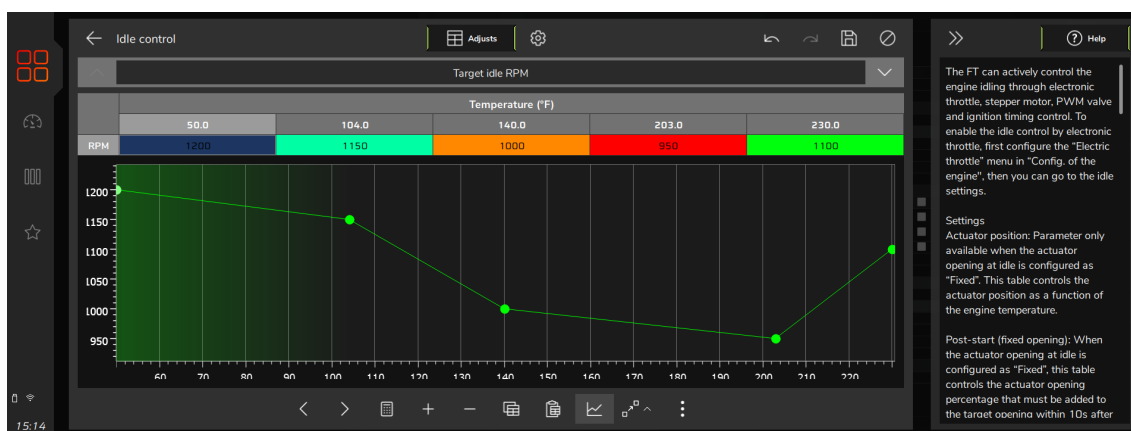 Idle control
Adjusts
Target idle RPM
Temperature (°F)
50.0 104.0 140.0 203.0 230.0
RPM 1200 1150 1000 950 1100
1200
1150
1100
1050
1000
950
60 70 80 90 100 110 120 130 140 150 160 170 180 190 200 210 220
15:14
Help
The FT can actively control the
engine idling through electronic
throttle, stepper motor, PWM valve
and ignition timing control. To
enable the idle control by electronic
throttle, first configure the “Electric
throttle” menu in “Config. of the
engine", then you can go to the idle
settings.
Settings
Actuator position: Parameter only
available when the actuator
opening at idle is configured as
“Fixed”. This table controls the
actuator position as a function of
the engine temperature.
Post-start (fixed opening): When
the actuator opening at idle is
configured as “Fixed”, this table
controls the actuator opening
percentage that must be added to
the target opening within 10s after